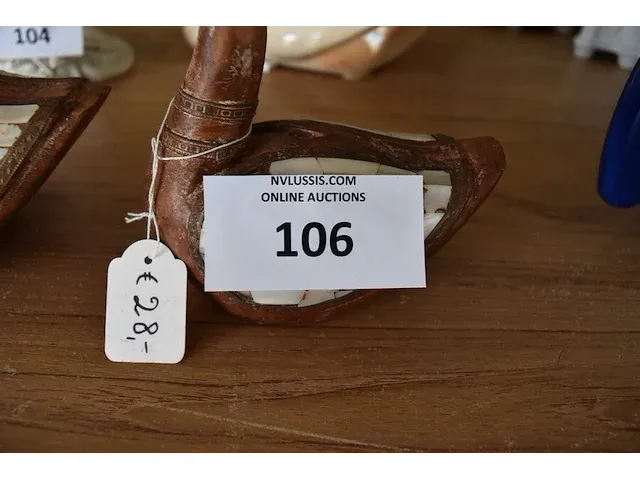 104
NVLUSSIS.COM
ONLINE AUCTIONS
106
€ 28,-